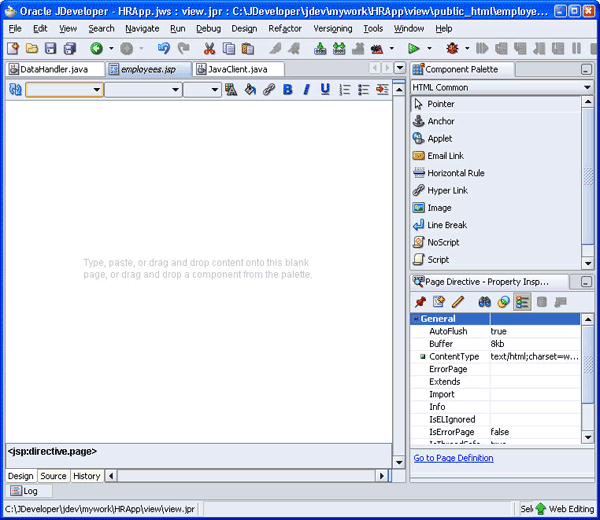 Oracle JDeveloper - HRApp.jws : view.jpr : C:\JDeveloper\jdev\mywork\HRApp\view\public_html\employe...
File Edit View Search Navigate Run Debug Design Refactor Versioning Tools Window Help
DataHandler.java employees.jsp JavaClient.java
B I U
Type, paste, or drag and drop content onto this blank
page, or drag and drop a component from the palette.
<jsp:directive.page>
Design Source History
Component Palette
HTML Common
Pointer
Anchor
Applet
Email Link
Horizontal Rule
Hyper Link
Image
Line Break
NoScript
Script
Page Directive - Property Insp...
General
AutoFlush true
Buffer 8kb
ContentType text/html;charset=w...
ErrorPage
Extends
Import
Info
IsELIgnored
IsErrorPage false
IsThreadSafe true
Go to Page Definition
Log
C:\JDeveloper\jdev\mywork\HRApp\view\view.jpr Web Editing